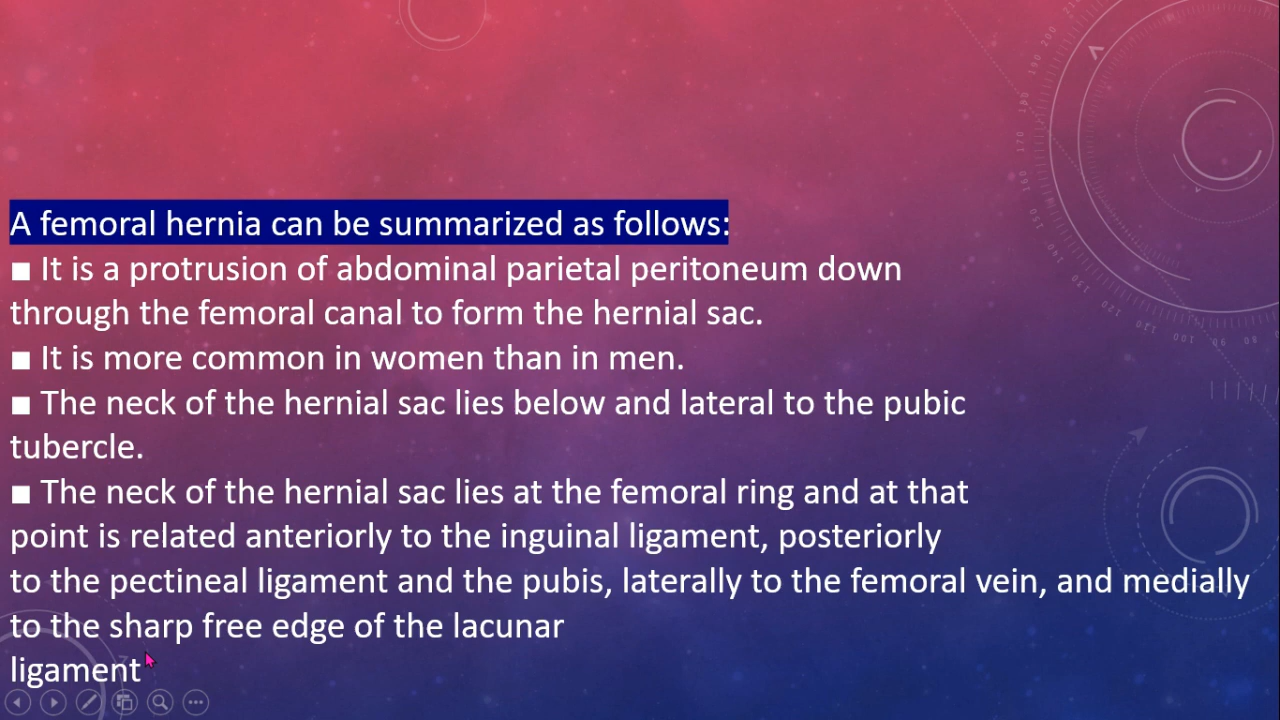 A femoral hernia can be summarized as follows:
■ It is a protrusion of abdominal parietal peritoneum down
through the femoral canal to form the hernial sac.
■ It is more common in women than in men.
■ The neck of the hernial sac lies below and lateral to the pubic
tubercle.
■ The neck of the hernial sac lies at the femoral ring and at that
point is related anteriorly to the inguinal ligament, posteriorly
to the pectineal ligament and the pubis, laterally to the femoral vein, and medially
to the sharp free edge of the lacunar
ligament